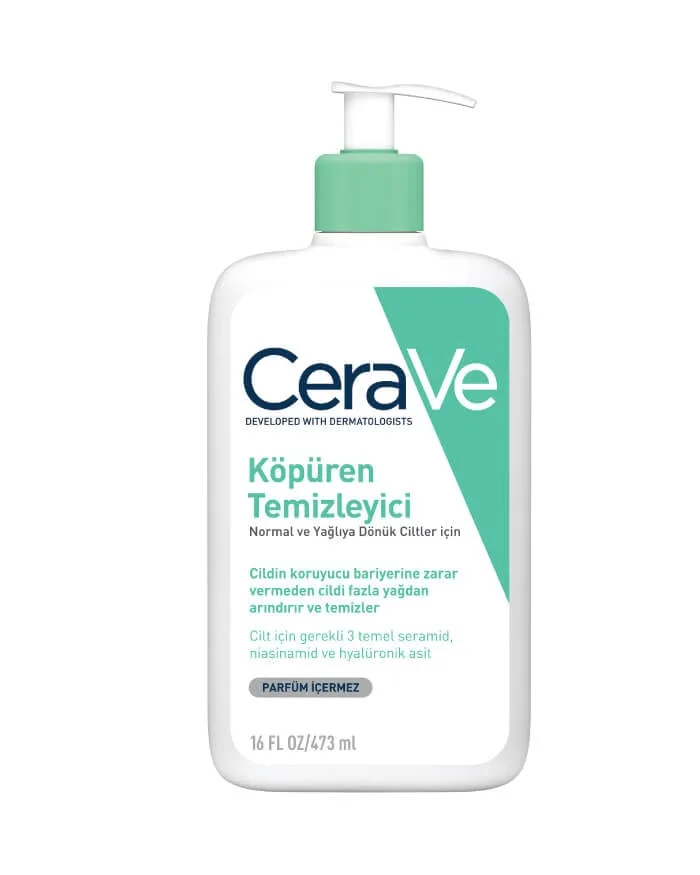 CeraVe
DEVELOPED WITH DERMATOLOGISTS
Köpüren
Temizleyici
Normal ve Yağlıya Dönük Ciltler için
Cildin koruyucu bariyerine zarar
vermeden cildi fazla yağdan
arındırır ve temizler
Cilt için gerekli 3 temel seramid,
niasinamid ve hyalüronik asit
PARFÜM İÇERMEZ
16 FL OZ/473 ml